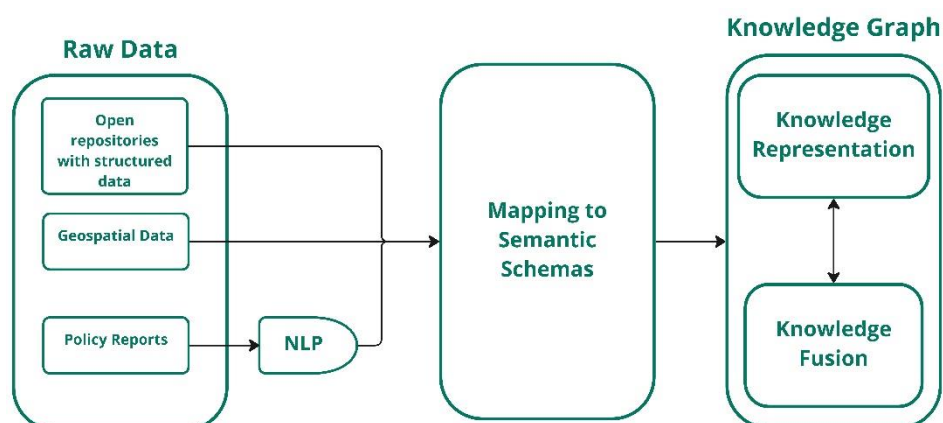 Raw Data
Open
repositories
with structured
data
Geospatial Data
Policy Reports
NLP
Mapping to
Semantic
Schemas
Knowledge Graph
Knowledge
Representation
Knowledge
Fusion